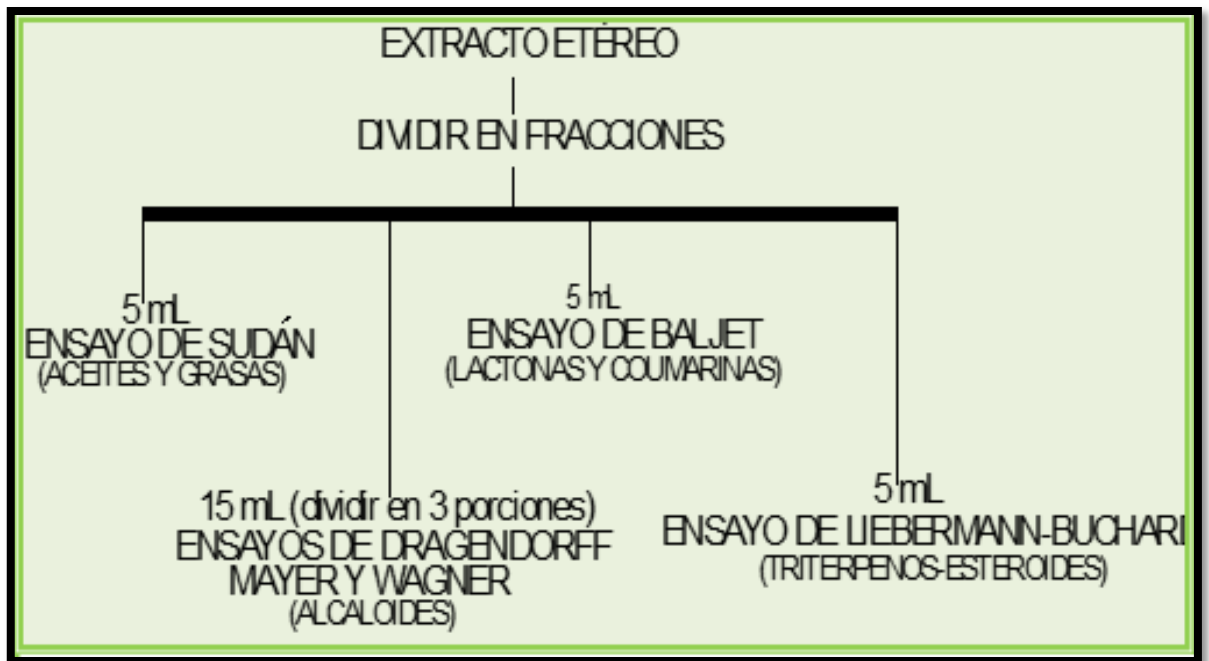 EXTRACTO ETÉREO
DIVIDIR EN FRACCIONES
5 mL
ENSAYO DE SUDÁN
(ACEITES Y GRASAS)
5 mL
ENSAYO DE BALJET
(LACTONAS Y COUMARINAS)
15 mL (dividir en 3 porciones)
ENSAYOS DE DRAGENDORFF
MAYER Y WAGNER
(ALCALOIDES)
5 mL
ENSAYO DE LIEBERMANN-BUCHARD
(TRITERPENOS-ESTEROIDES)